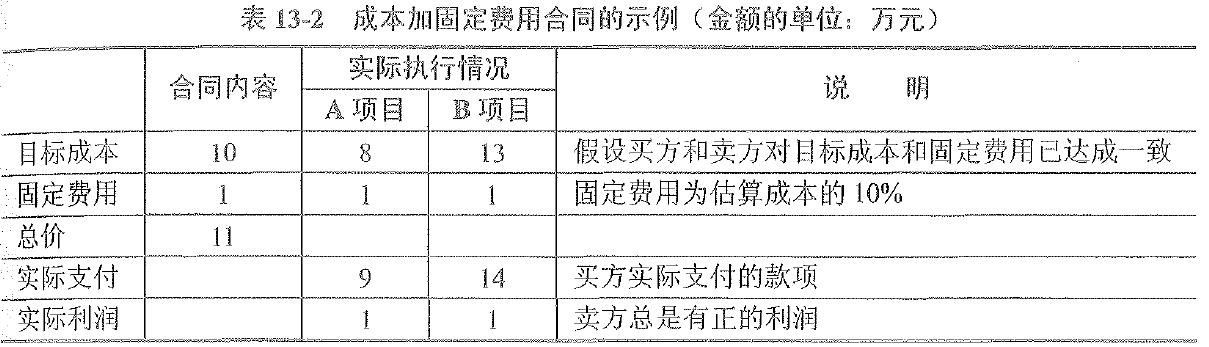 表 13-2 成本加固定费用合同的示例（金额的单位：万元）
合同内容 实际执行情况 说 明
A 项目 B 项目
目标成本 10 8 13 假设买方和卖方对目标成本和固定费用已达成一致
固定费用 1 1 1 固定费用为估算成本的 10%
总价 11
实际支付 9 14 买方实际支付的款项
实际利润 1 1 卖方总是有正的利润